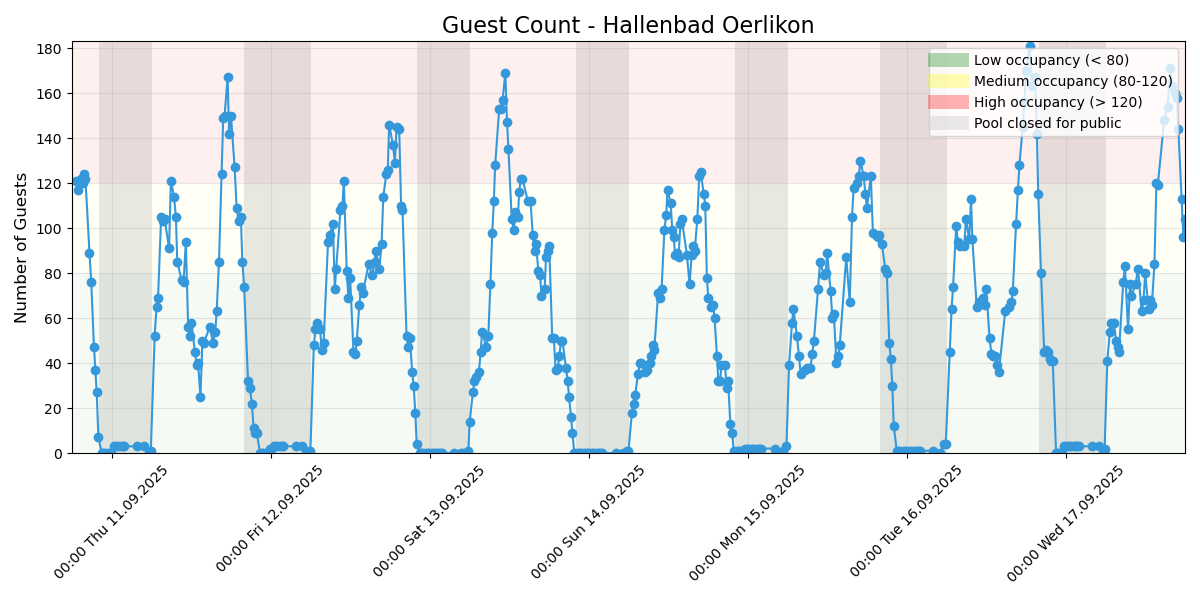 Guest Count - Hallenbad Oerlikon
Number of Guests
180
160
140
120
100
80
60
40
20
0
Low occupancy (< 80)
Medium occupancy (80-120)
High occupancy (> 120)
Pool closed for public
00:00 Thu 11.09.2025
00:00 Fri 12.09.2025
00:00 Sat 13.09.2025
00:00 Sun 14.09.2025
00:00 Mon 15.09.2025
00:00 Tue 16.09.2025
00:00 Wed 17.09.2025